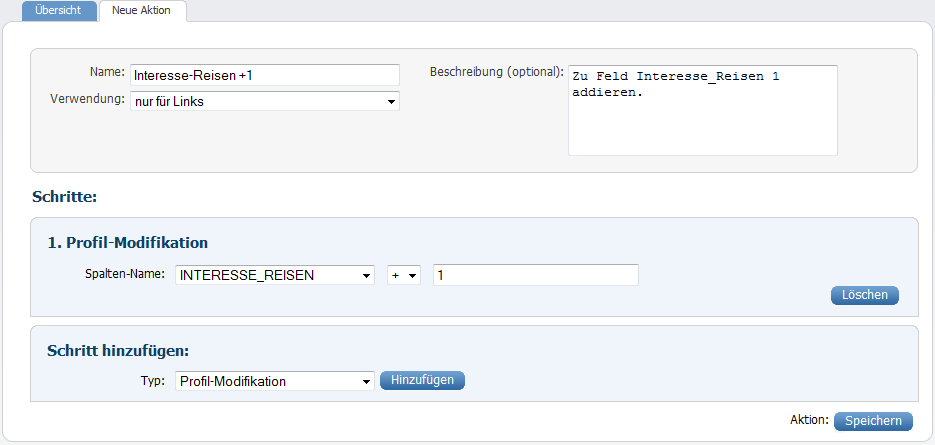 Übersicht
Neue Aktion
Name: Interesse-Reisen +1
Verwendung: nur für Links
Beschreibung (optional): Zu Feld Interesse_Reisen 1
addieren.
Schritte:
1. Profil-Modifikation
Spalten-Name: INTERESSE_REISEN + 1
Löschen
Schritt hinzufügen:
Typ: Profil-Modifikation Hinzufügen
Aktion: Speichern